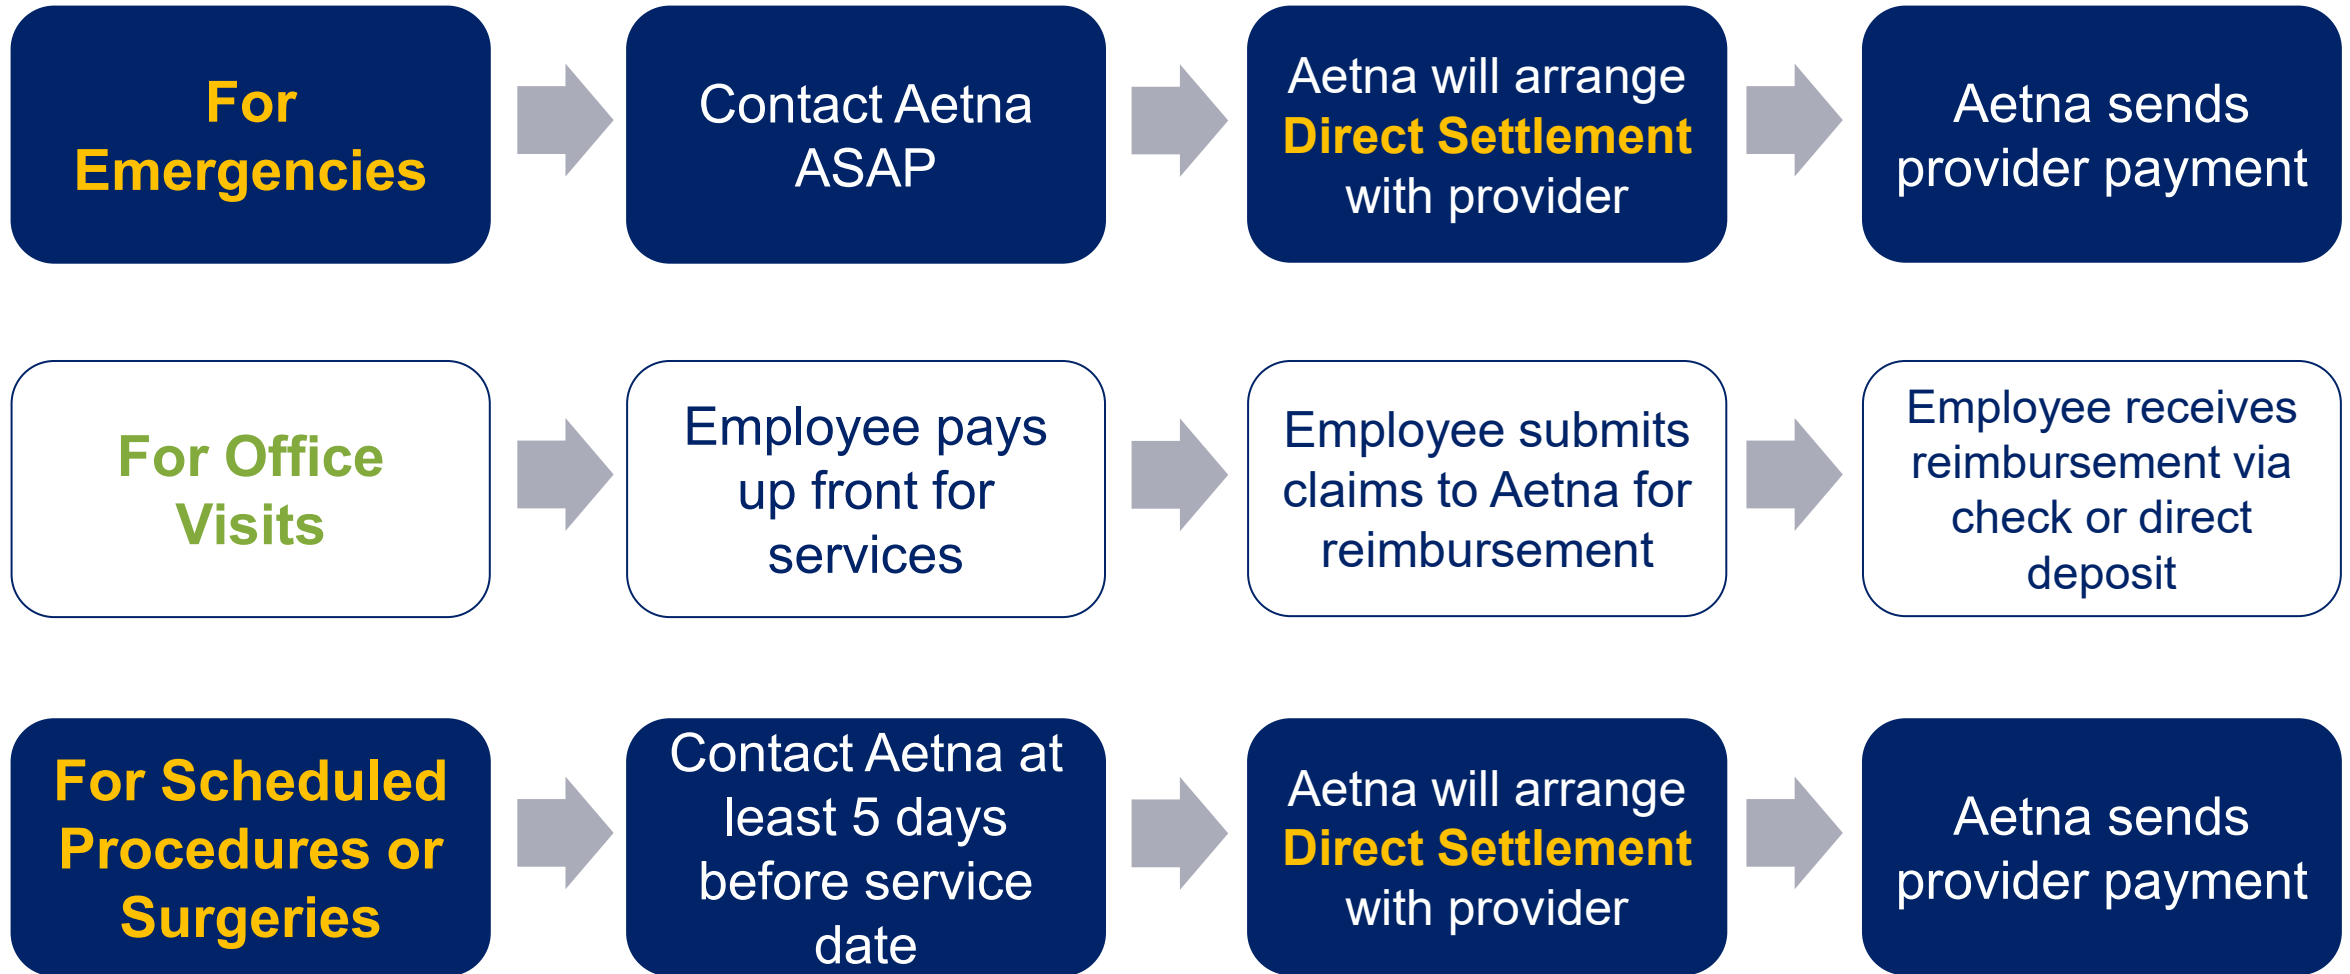 For
Emergencies
Contact Aetna
ASAP
Aetna will arrange
Direct Settlement
with provider
Aetna sends
provider payment
For Office
Visits
Employee pays
up front for
services
Employee submits
claims to Aetna for
reimbursement
Employee receives
reimbursement via
check or direct
deposit
For Scheduled
Procedures or
Surgeries
Contact Aetna at
least 5 days
before service
date
Aetna will arrange
Direct Settlement
with provider
Aetna sends
provider payment